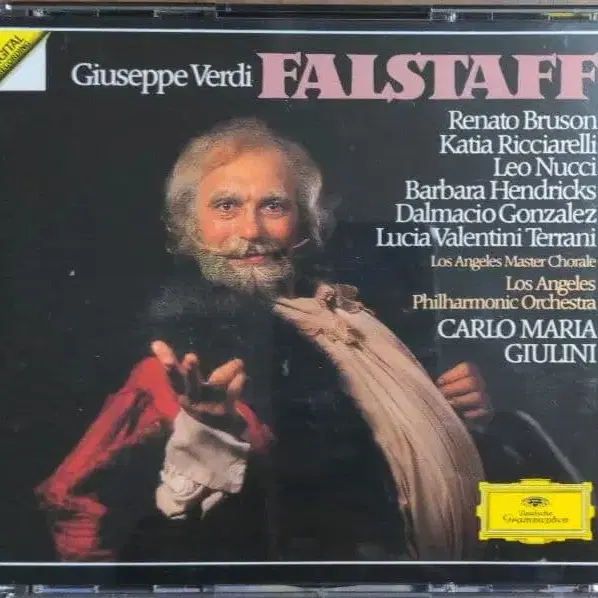 DIGITAL
Giuseppe Verdi FALSTAFF
Renato Bruson
Katia Ricciarelli
Leo Nucci
Barbara Hendricks
Dalmacio Gonzalez
Lucia Valentini Terrani
Los Angeles Master Chorale
Los Angeles
Philharmonic Orchestra
CARLO MARIA
GIULINI
Deutsche
Grammophon